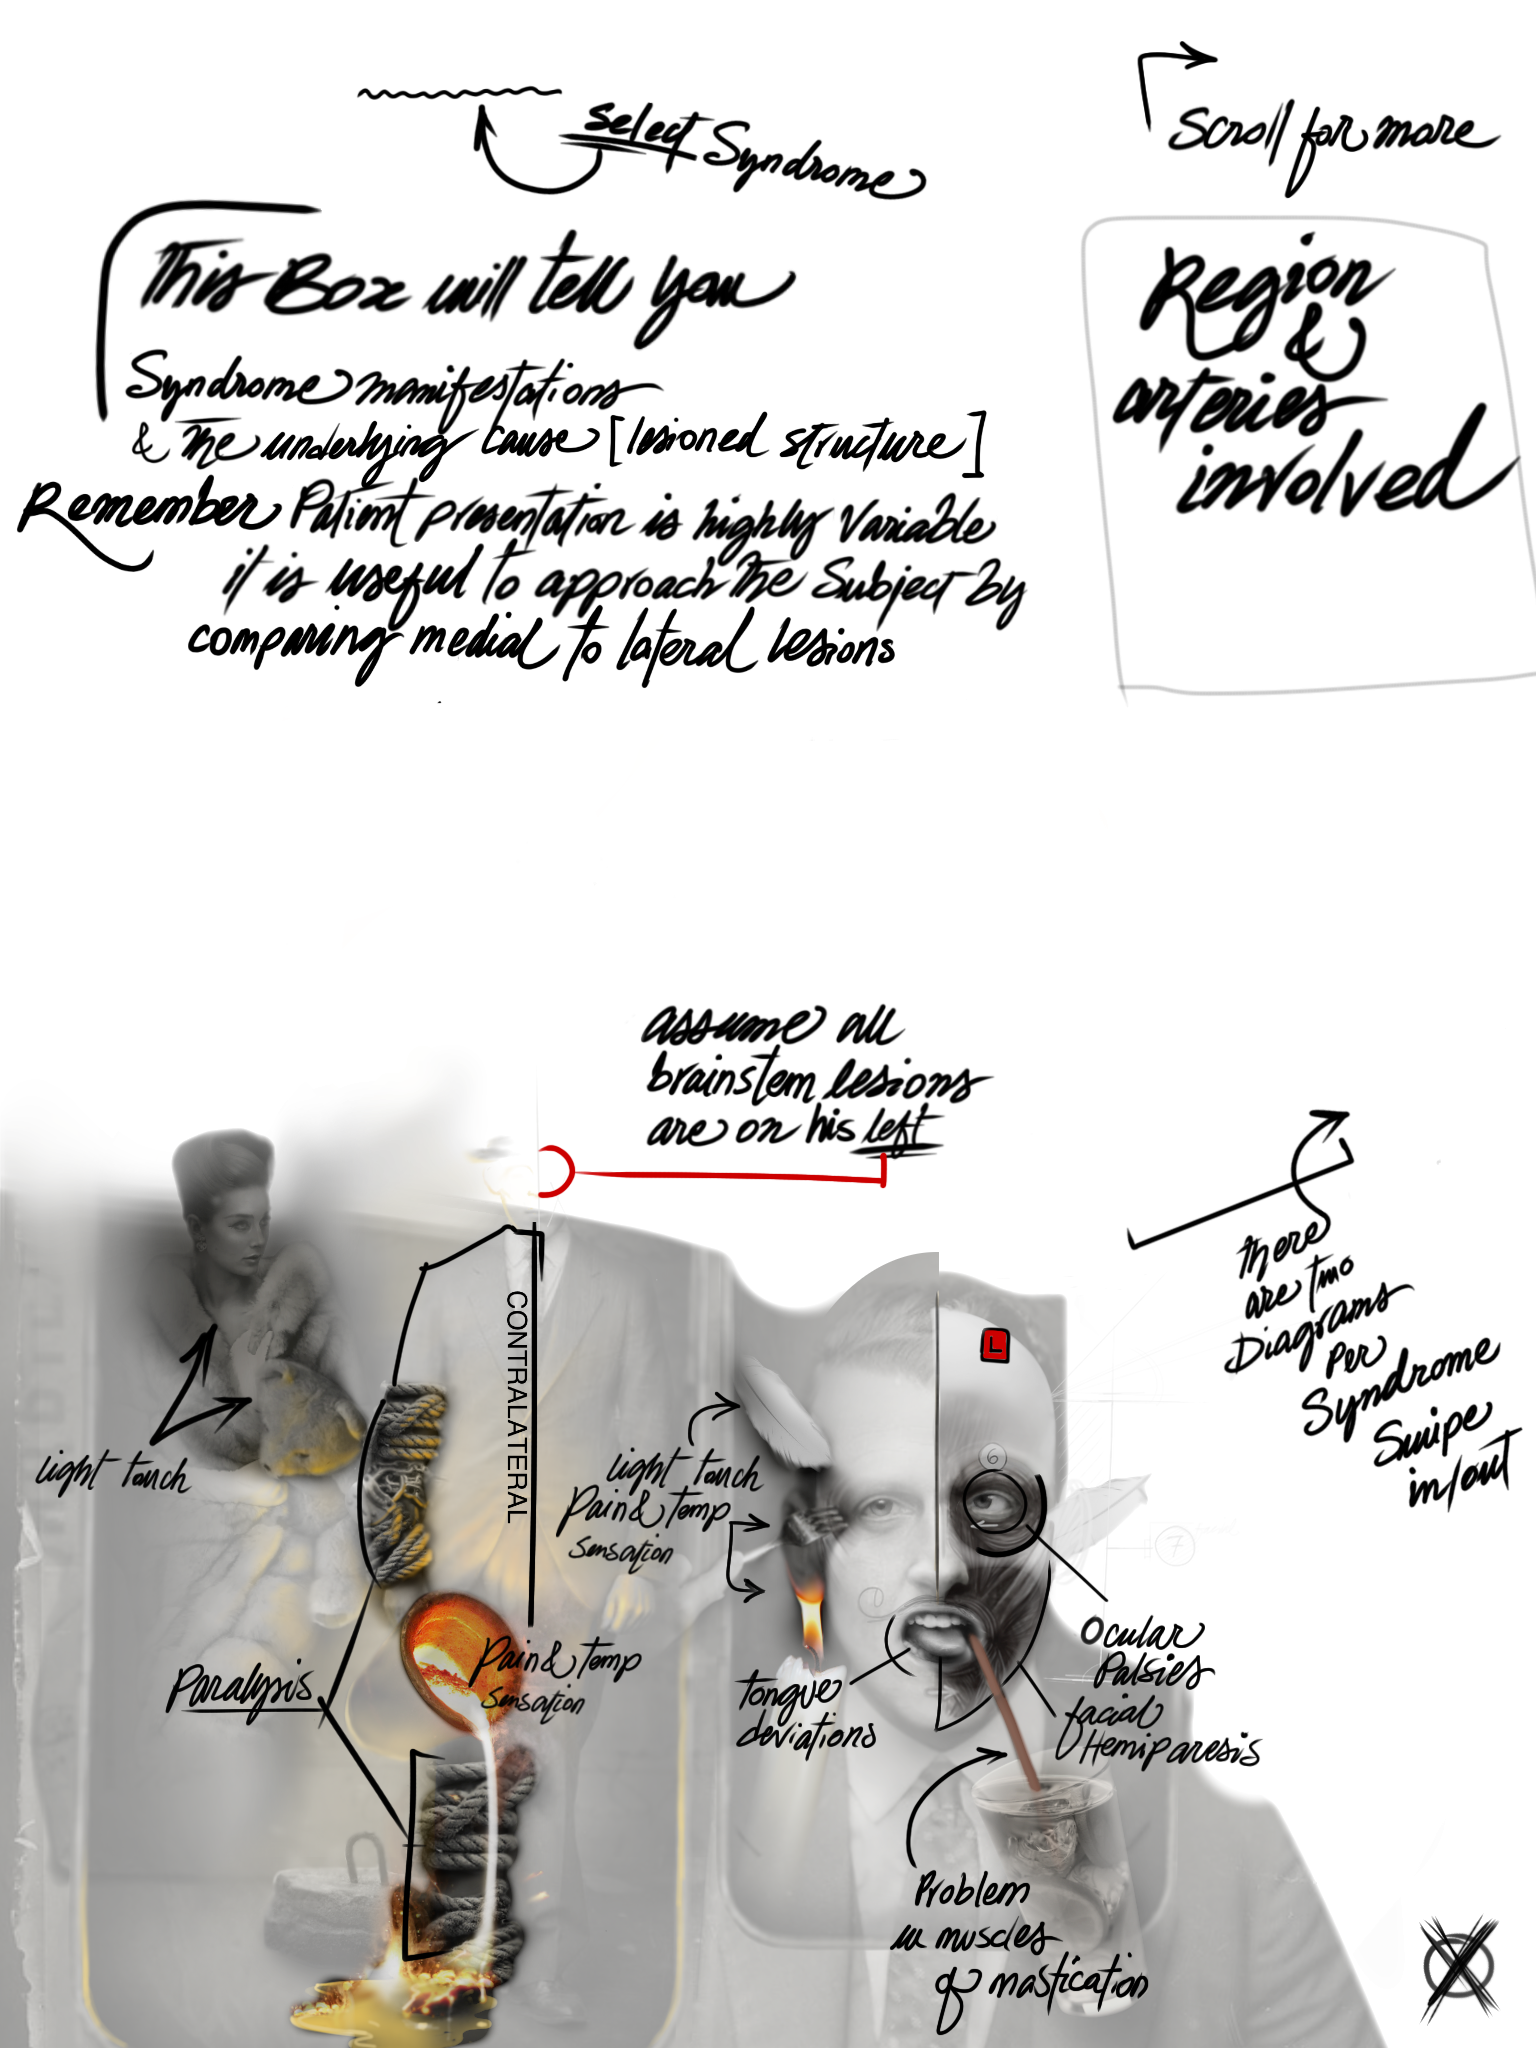 select Syndrome
Scroll for more
This Box will tell you
Syndrome manifestations
& the underlying cause [lesioned structure]
Remember Patient presentation is highly variable
it is useful to approach the subject by
comparing medial to lateral lesions
Region
&
arteries
involved
assume all
brainstem lesions
are on his left
there
are two
Diagrams
per
Syndrome
Swipe
in/out
CONTRALATERAL
L
6
7
light touch
light touch
Pain & Temp
sensation
Paralysis
Pain & Temp
sensation
tongue
deviations
Ocular
Palsies
facial
Hemiparesis
Problem
in muscles
of mastication